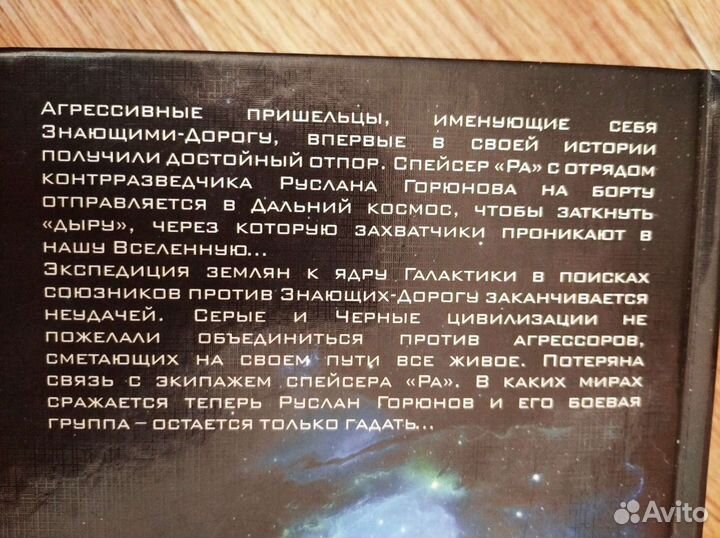 Агрессивные пришельцы, именующие себя
Знающими-Дорогу, впервые в своей истории
получили достойный отпор. Спейсер «Ра» с отрядом
контрразведчика Руслана Горюнова на борту
отправляется в Дальний космос, чтобы заткнуть
«дыру», через которую захватчики проникают в
нашу Вселенную...
Экспедиция землян к ядру Галактики в поисках
союзников против Знающих-Дорогу заканчивается
неудачей. Серые и Черные цивилизации не
пожелали объединиться против агрессоров,
сметающих на своем пути все живое. Потеряна
связь с экипажем спейсера «Ра». В каких мирах
сражается теперь Руслан Горюнов и его боевая
группа – остается только гадать...
Avito